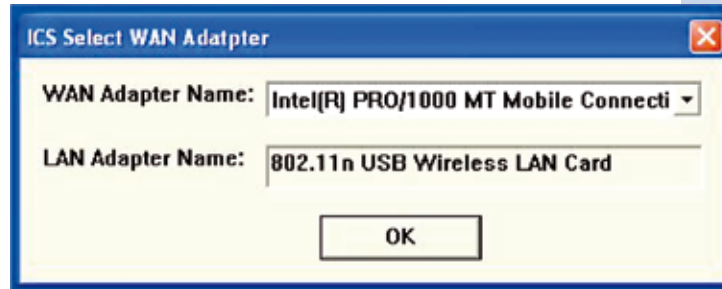 ICS Select WAN Adatpter
WAN Adapter Name: Intel(R) PRO/1000 MT Mobile Connecti
LAN Adapter Name: 802.11n USB Wireless LAN Card
OK